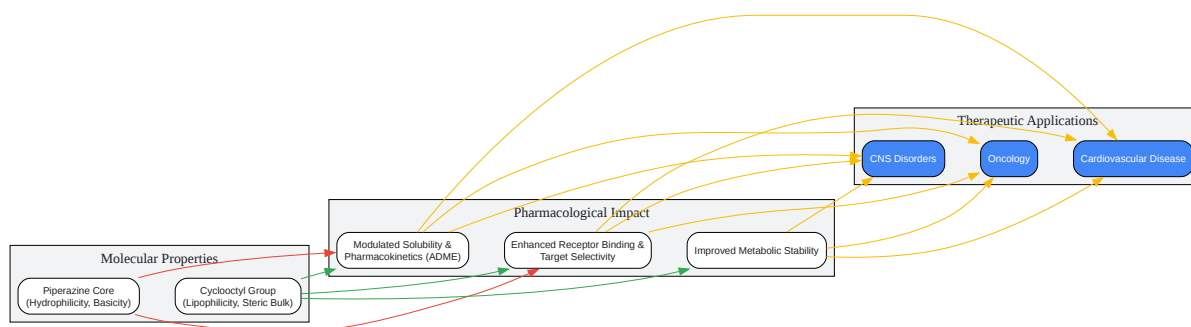 Molecular Properties
Piperazine Core
(Hydrophilicity, Basicity)
Cyclooctyl Group
(Lipophilicity, Steric Bulk)
Pharmacological Impact
Modulated Solubility &
Pharmacokinetics (ADME)
Enhanced Receptor Binding &
Target Selectivity
Improved Metabolic Stability
Therapeutic Applications
CNS Disorders
Oncology
Cardiovascular Disease